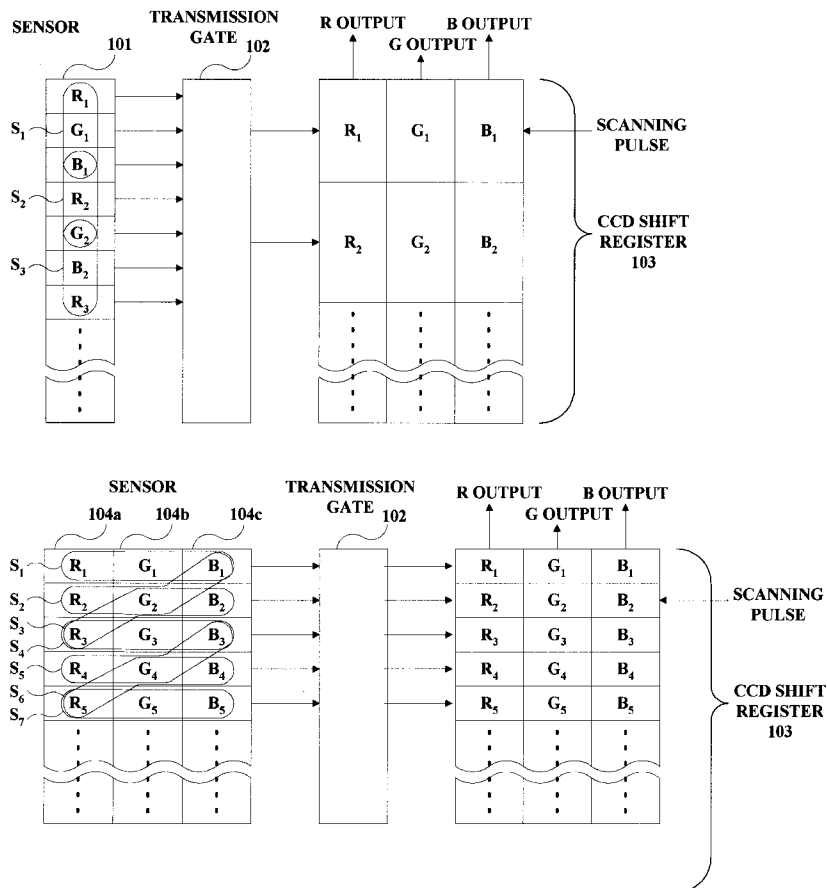 SENSOR
TRANSMISSION
GATE
R OUTPUT
B OUTPUT
G OUTPUT
101
102
R1
S1
G1
B1
S2
R2
G2
S3
B2
R3
R1 G1 B1
R2 G2 B2
SCANNING
PULSE
CCD SHIFT
REGISTER
103
SENSOR
104a 104b 104c
TRANSMISSION
GATE
102
R OUTPUT
B OUTPUT
G OUTPUT
S1
S2
S3
S4
S5
S6
S7
R1 G1 B1
R2 G2 B2
R3 G3 B3
R4 G4 B4
R5 G5 B5
R1 G1 B1
R2 G2 B2
R3 G3 B3
R4 G4 B4
R5 G5 B5
SCANNING
PULSE
CCD SHIFT
REGISTER
103